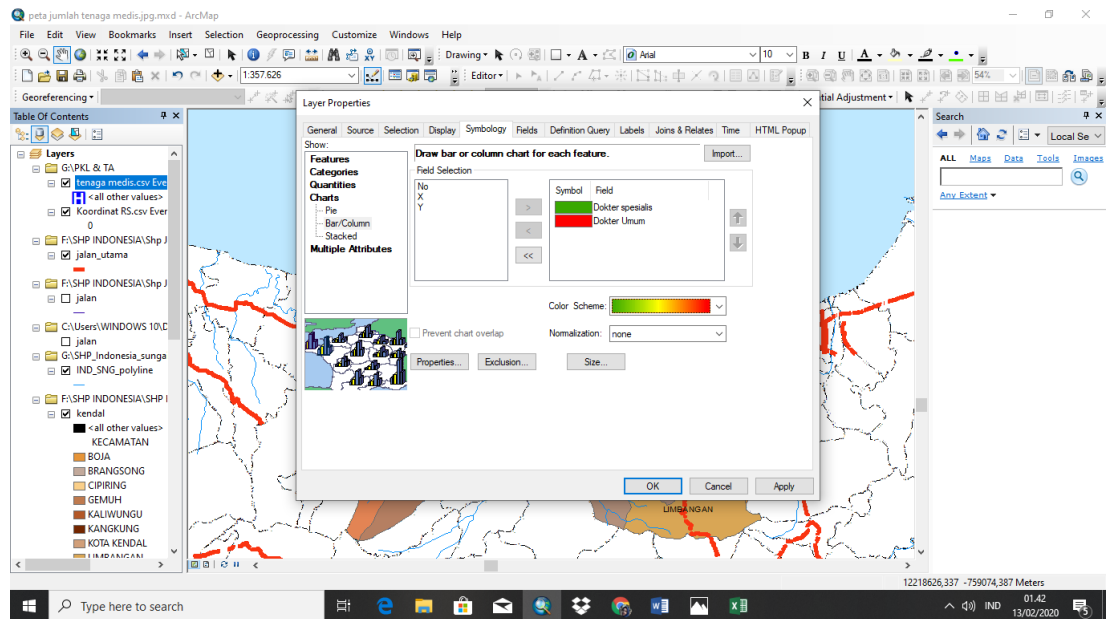 peta jumlah tenaga medis.jpg.mxd - ArcMap
File Edit View Bookmarks Insert Selection Geoprocessing Customize Windows Help
Drawing Arial 10 B I U A
1:357.626 Editor 54%
Georeferencing tial Adjustment
Table Of Contents
Layers
G:\PKL & TA
tenaga medis.csv Eve
<all other values>
Koordinat RS.csv Ever
0
F:\SHP INDONESIA\Shp J
jalan_utama
F:\SHP INDONESIA\Shp J
jalan
C:\Users\WINDOWS 10\D
jalan
G:\SHP_Indonesia_sunga
IND_SNG_polyline
F:\SHP INDONESIA\SHP I
kendal
<all other values>
KECAMATAN
BOJA
BRANGSONG
CIPIRING
GEMUH
KALIWUNGU
KANGKUNG
KOTA KENDAL
LIMBANGAN
Layer Properties
General Source Selection Display Symbology Fields Definition Query Labels Joins & Relates Time HTML Popup
Show:
Features
Categories
Quantities
Charts
Pie
Bar/Column
Stacked
Multiple Attributes
Draw bar or column chart for each feature.
Import...
Field Selection
No
X
Y
>
<
<<
Symbol Field
Dokter spesialis
Dokter Umum
Color Scheme:
Prevent chart overlap
Normalization: none
Properties... Exclusion... Size...
OK Cancel Apply
LIMBANGAN
Search
Local Se
ALL Maps Data Tools Images
Any Extent
12218626,337 -759074,387 Meters
Type here to search
IND
01.42
13/02/2020
5